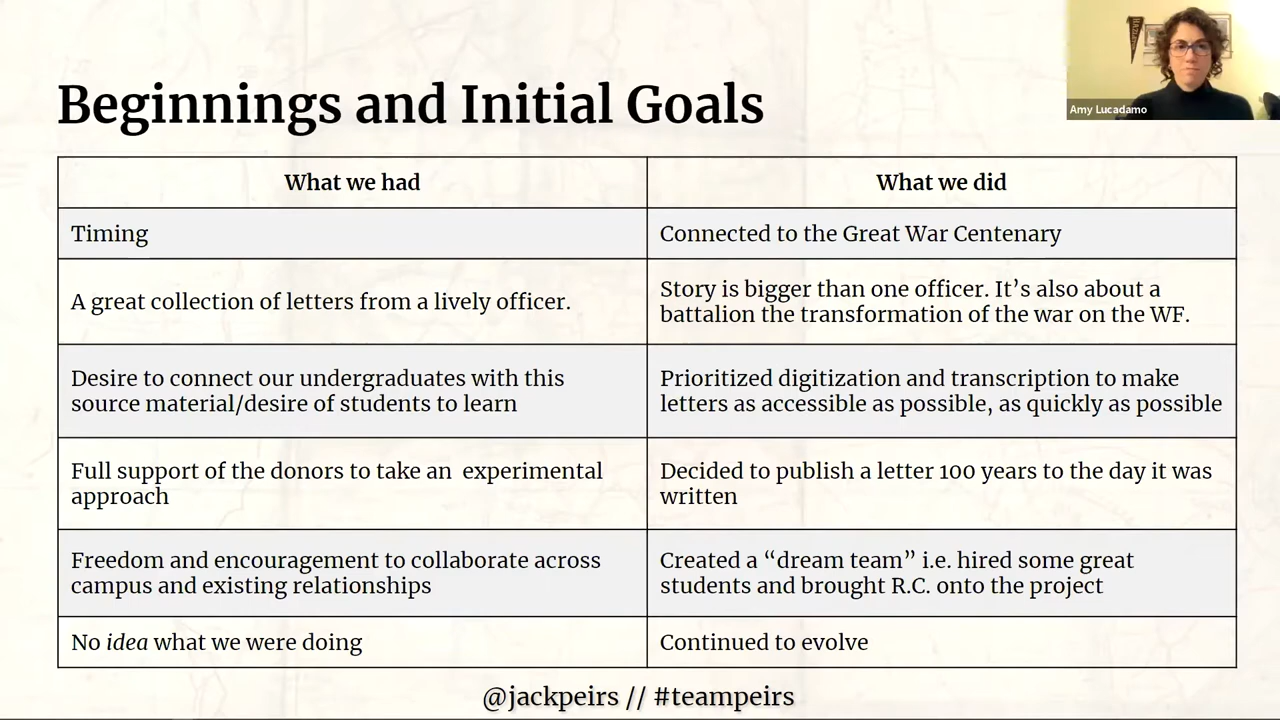 Beginnings and Initial Goals
Amy Lucadamo
What we had
What we did
Timing
Connected to the Great War Centenary
A great collection of letters from a lively officer.
Story is bigger than one officer. It’s also about a
battalion the transformation of the war on the WF.
Desire to connect our undergraduates with this
source material/desire of students to learn
Prioritized digitization and transcription to make
letters as accessible as possible, as quickly as possible
Full support of the donors to take an  experimental
approach
Decided to publish a letter 100 years to the day it was
written
Freedom and encouragement to collaborate across
campus and existing relationships
Created a “dream team” i.e. hired some great
students and brought R.C. onto the project
No idea what we were doing
Continued to evolve
@jackpeirs // #teampeirs